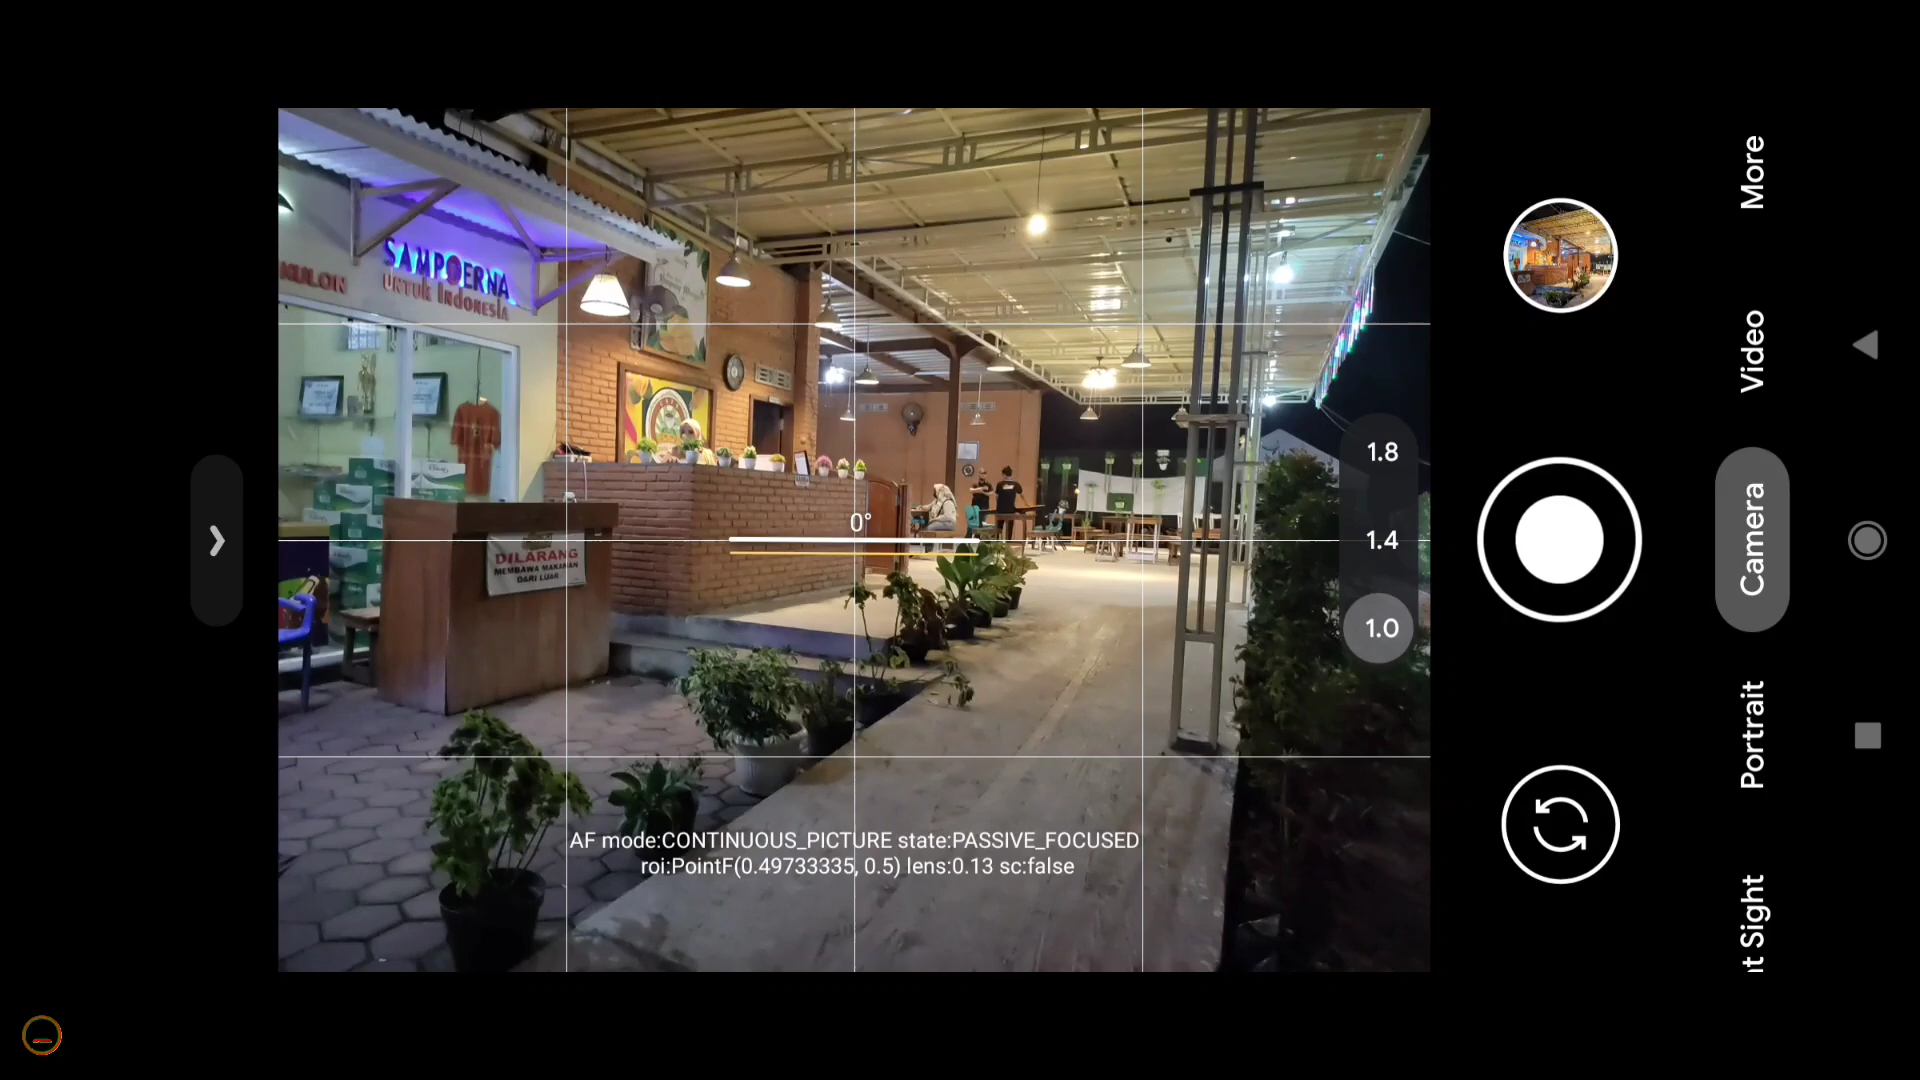 KULON
SAMPOERNA
UNTUK INDONESIA
DILARANG
MEMBAWA MAKANAN
DARI LUAR
0°
1.8
1.4
1.0
AF mode:CONTINUOUS_PICTURE state:PASSIVE_FOCUSED
roi:PointF(0.49733335, 0.5) lens:0.13 sc:false
More
Video
Camera
Portrait
t Sight